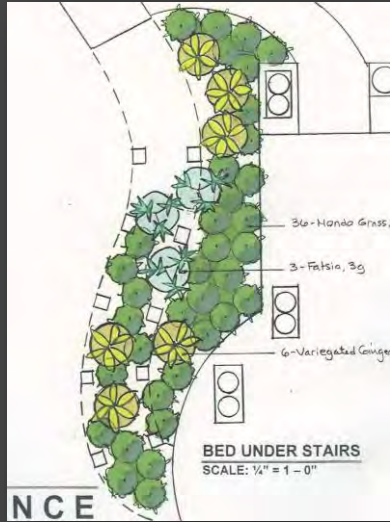 36-Mondo Grass,
3-Fatsia, 3g
6-Variegated Ginger
BED UNDER STAIRS
SCALE: ¼" = 1 – 0"
NCE